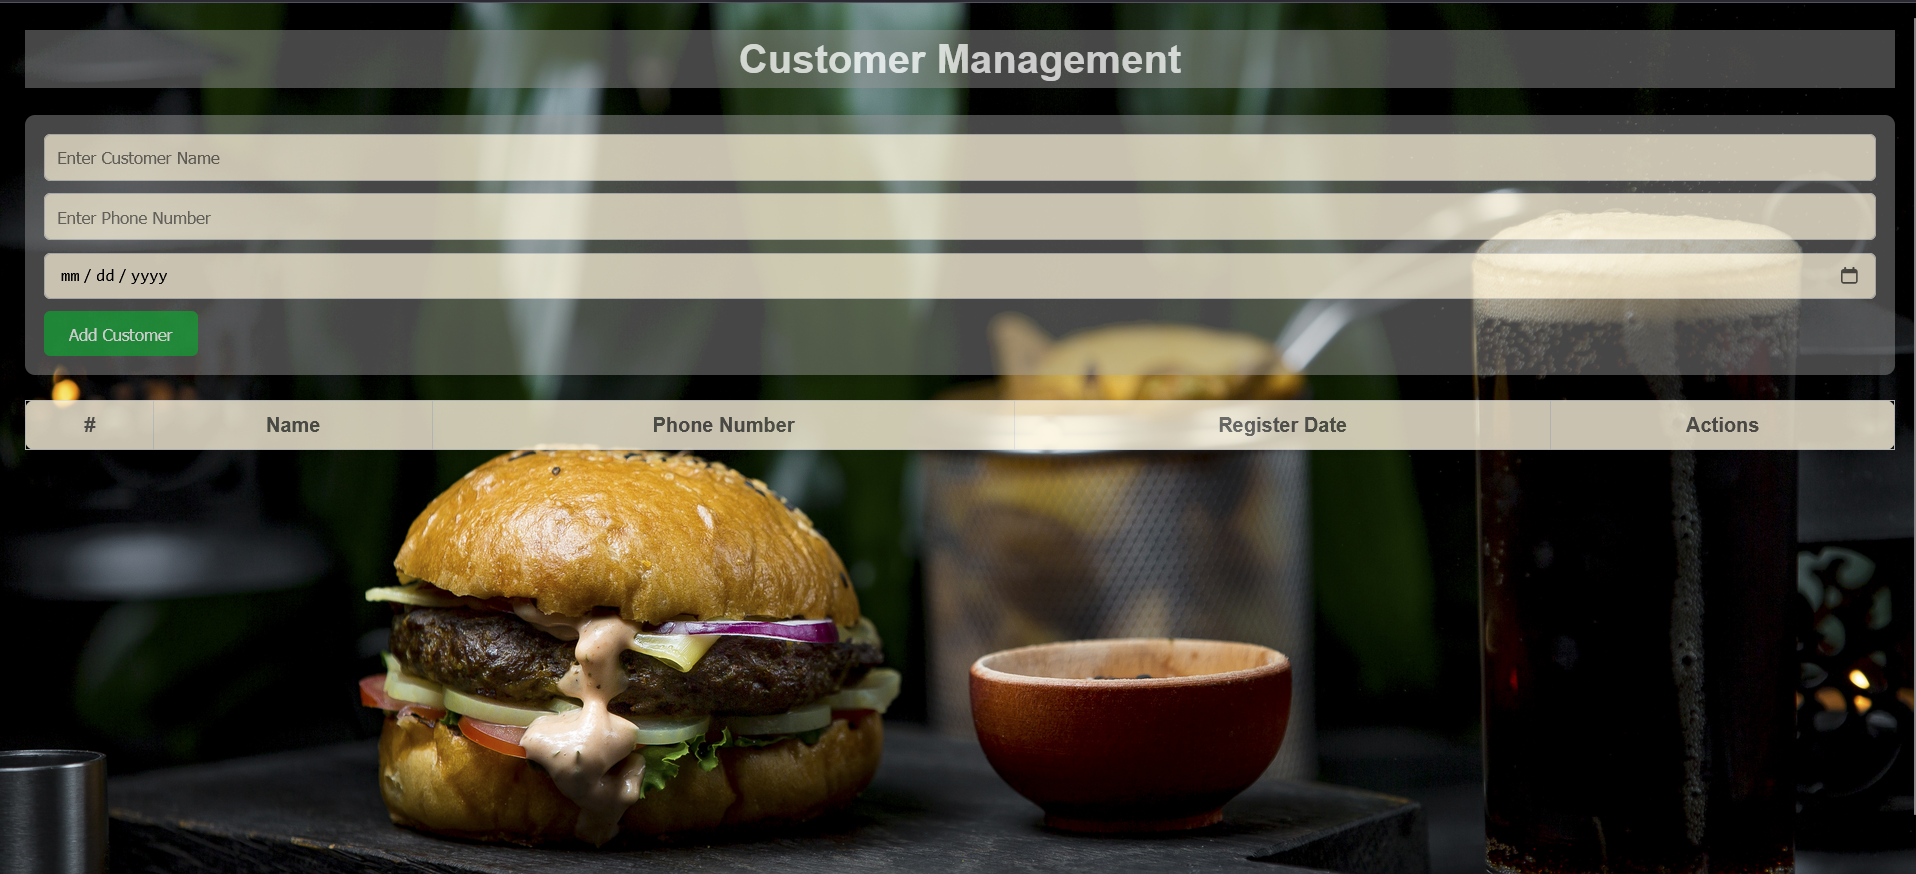 Customer Management
Enter Customer Name
Enter Phone Number
mm / dd / yyyy
Add Customer
# Name Phone Number Register Date Actions